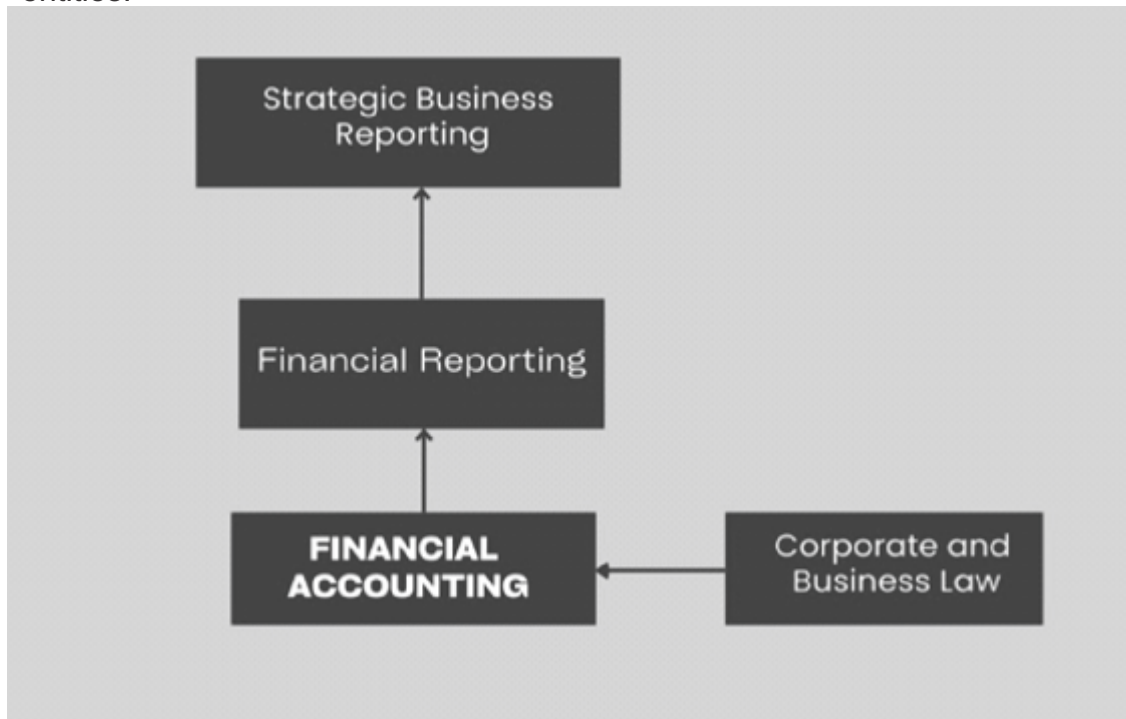 Strategic Business
Reporting
Financial Reporting
FINANCIAL
ACCOUNTING
Corporate and
Business Law